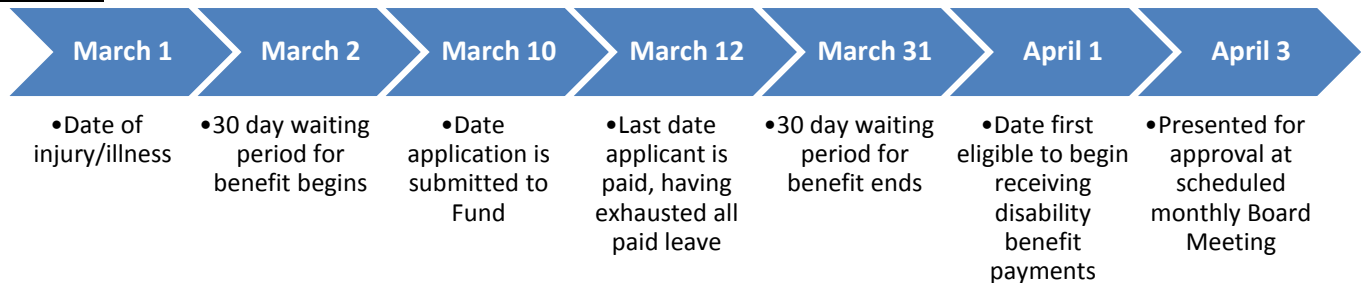 March 1
March 2
March 10
March 12
March 31
April 1
April 3
•Date of
injury/illness
•30 day waiting
period for
benefit begins
•Date
application is
submitted to
Fund
•Last date
applicant is
paid, having
exhausted all
paid leave
•30 day waiting
period for
benefit ends
•Date first
eligible to begin
receiving
disability
benefit
payments
•Presented for
approval at
scheduled
monthly Board
Meeting